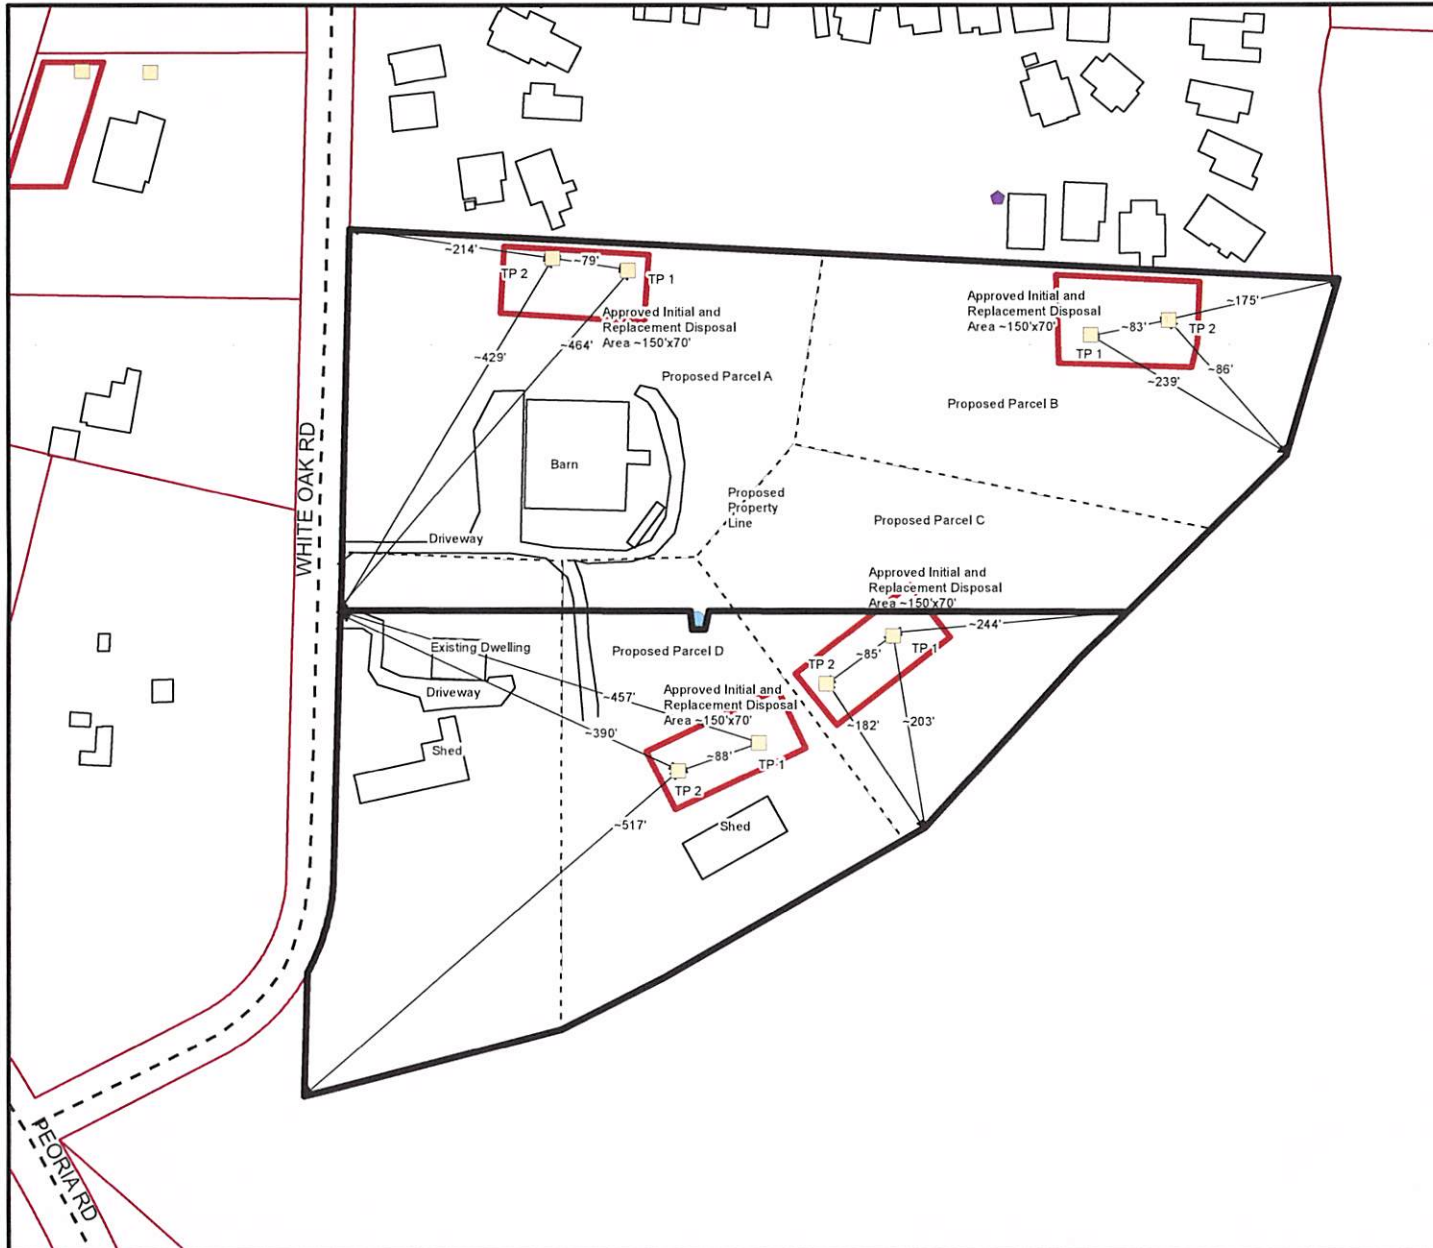 ~214'
~79'
TP 2
TP 1
Approved Initial and
Replacement Disposal
Area ~150'x70'
~429'
~464'
Proposed Parcel A
Approved Initial and
Replacement Disposal
Area ~150'x70'
~175'
~83'
TP 2
TP 1
~86'
~239'
Proposed Parcel B
Barn
WHITE OAK RD
Proposed
Property
Line
Proposed Parcel C
Driveway
Approved Initial and
Replacement Disposal
Area ~150'x70'
~244'
Existing Dwelling
Proposed Parcel D
~85'
TP 1
TP 2
Driveway
~457'
Approved Initial and
Replacement Disposal
Area ~150'x70'
~390'
~182'
~203'
Shed
~88'
TP 1
TP 2
~517'
Shed
PEORIA RD